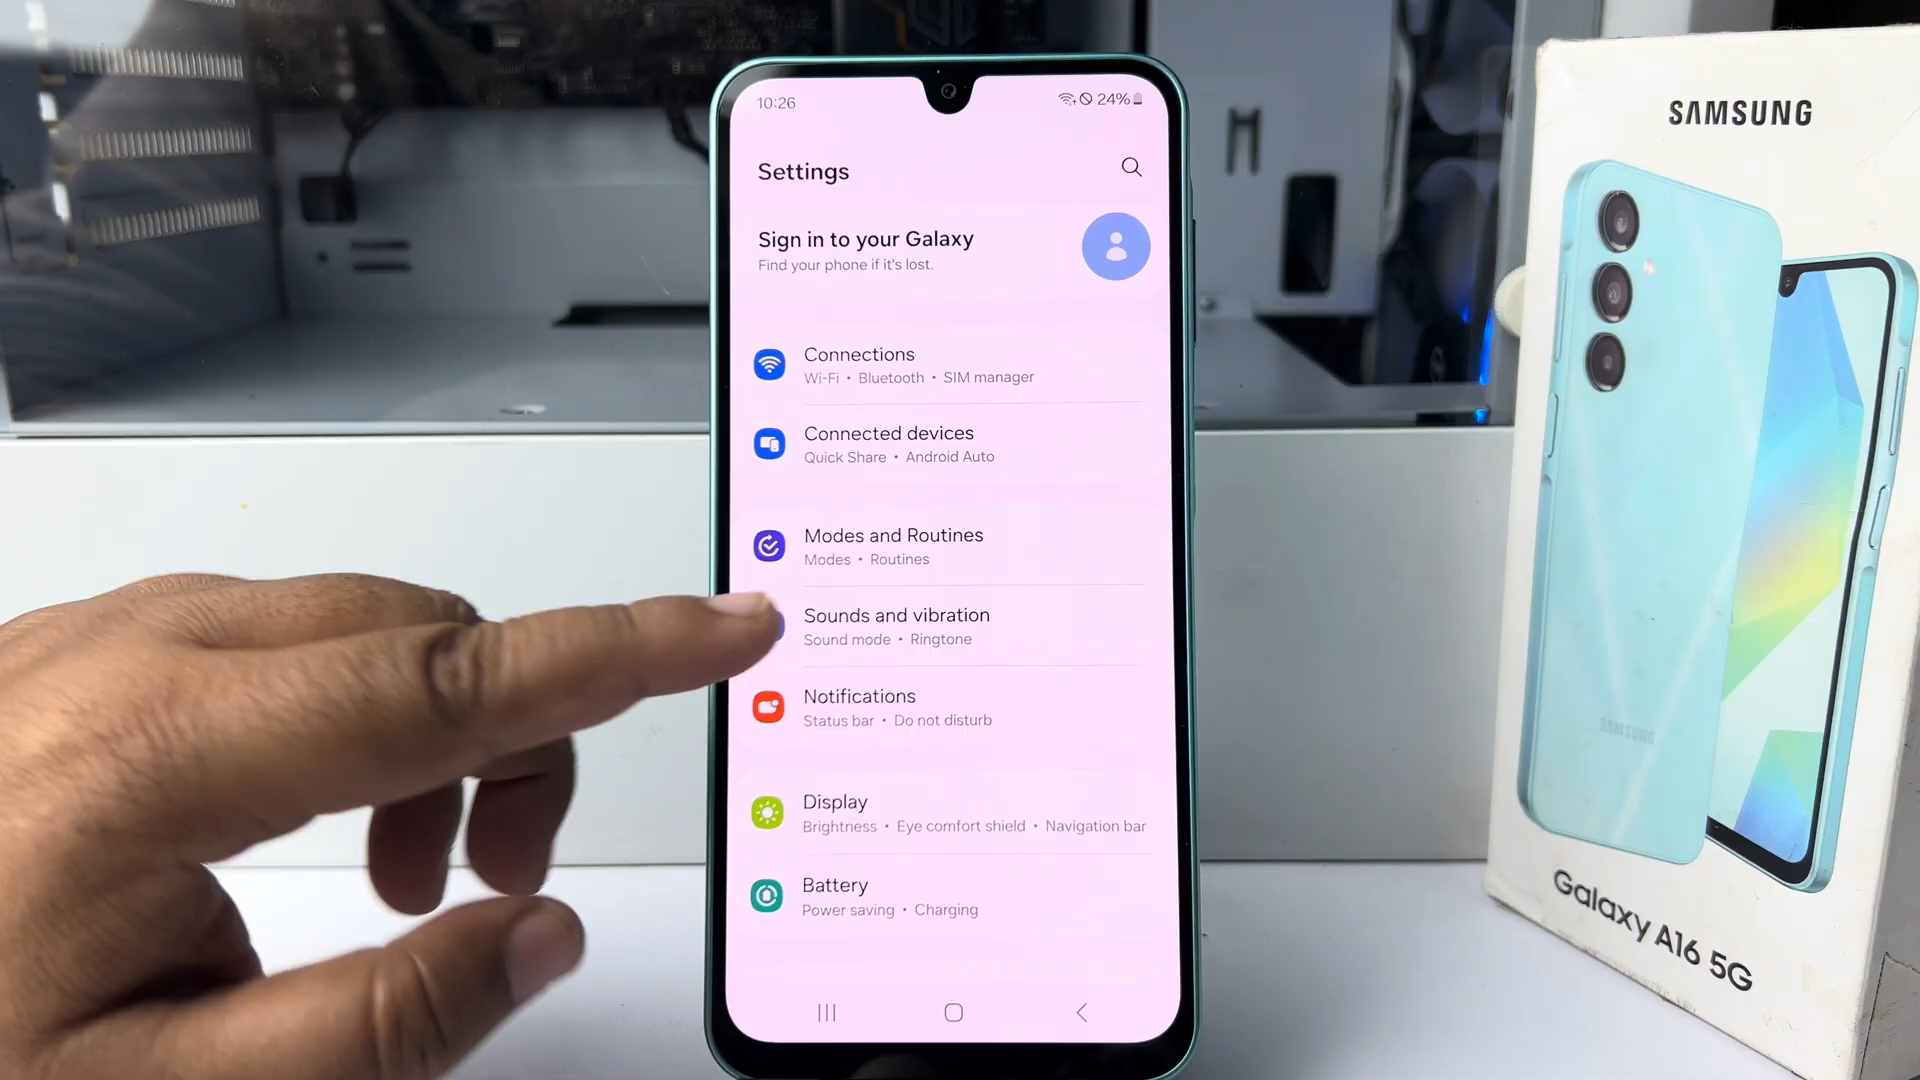 10:26
24%
Settings
Sign in to your Galaxy
Find your phone if it's lost.
Connections
Wi-Fi • Bluetooth • SIM manager
Connected devices
Quick Share • Android Auto
Modes and Routines
Modes • Routines
Sounds and vibration
Sound mode • Ringtone
Notifications
Status bar • Do not disturb
Display
Brightness • Eye comfort shield • Navigation bar
Battery
Power saving • Charging
SAMSUNG
SAMSUNG
Galaxy A16 5G